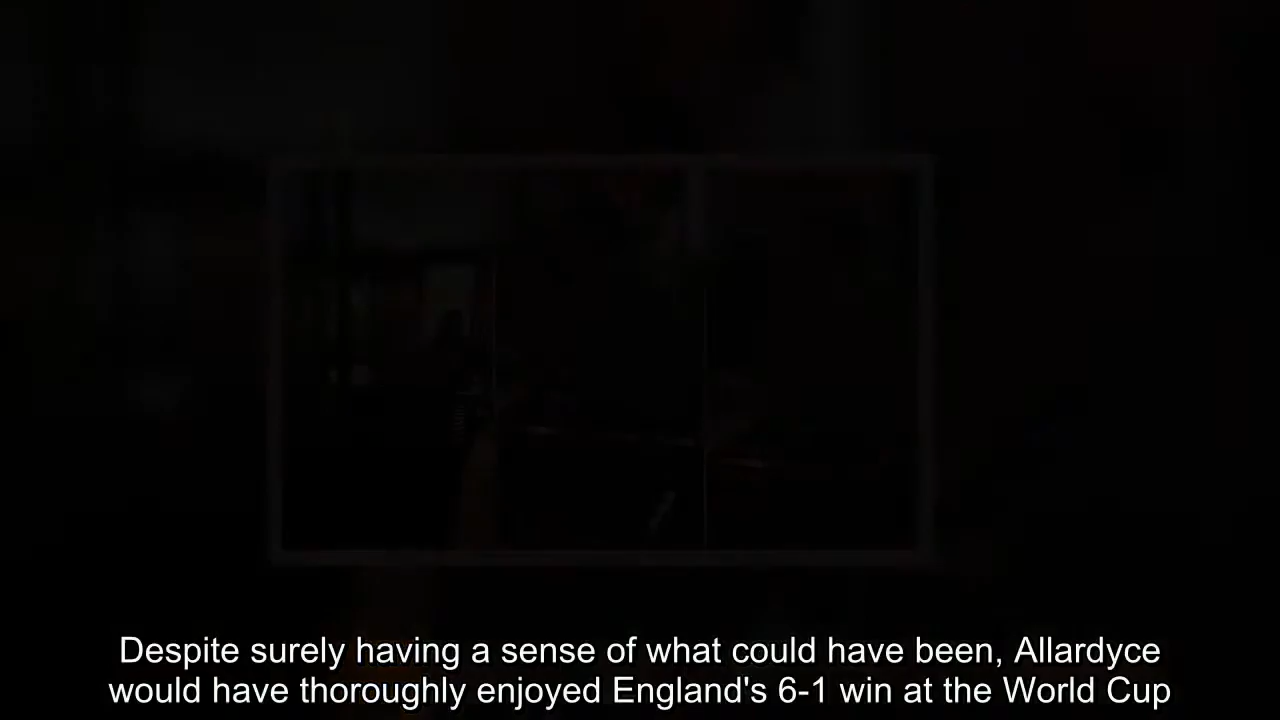 Despite surely having a sense of what could have been, Allardyce
would have thoroughly enjoyed England's 6-1 win at the World Cup